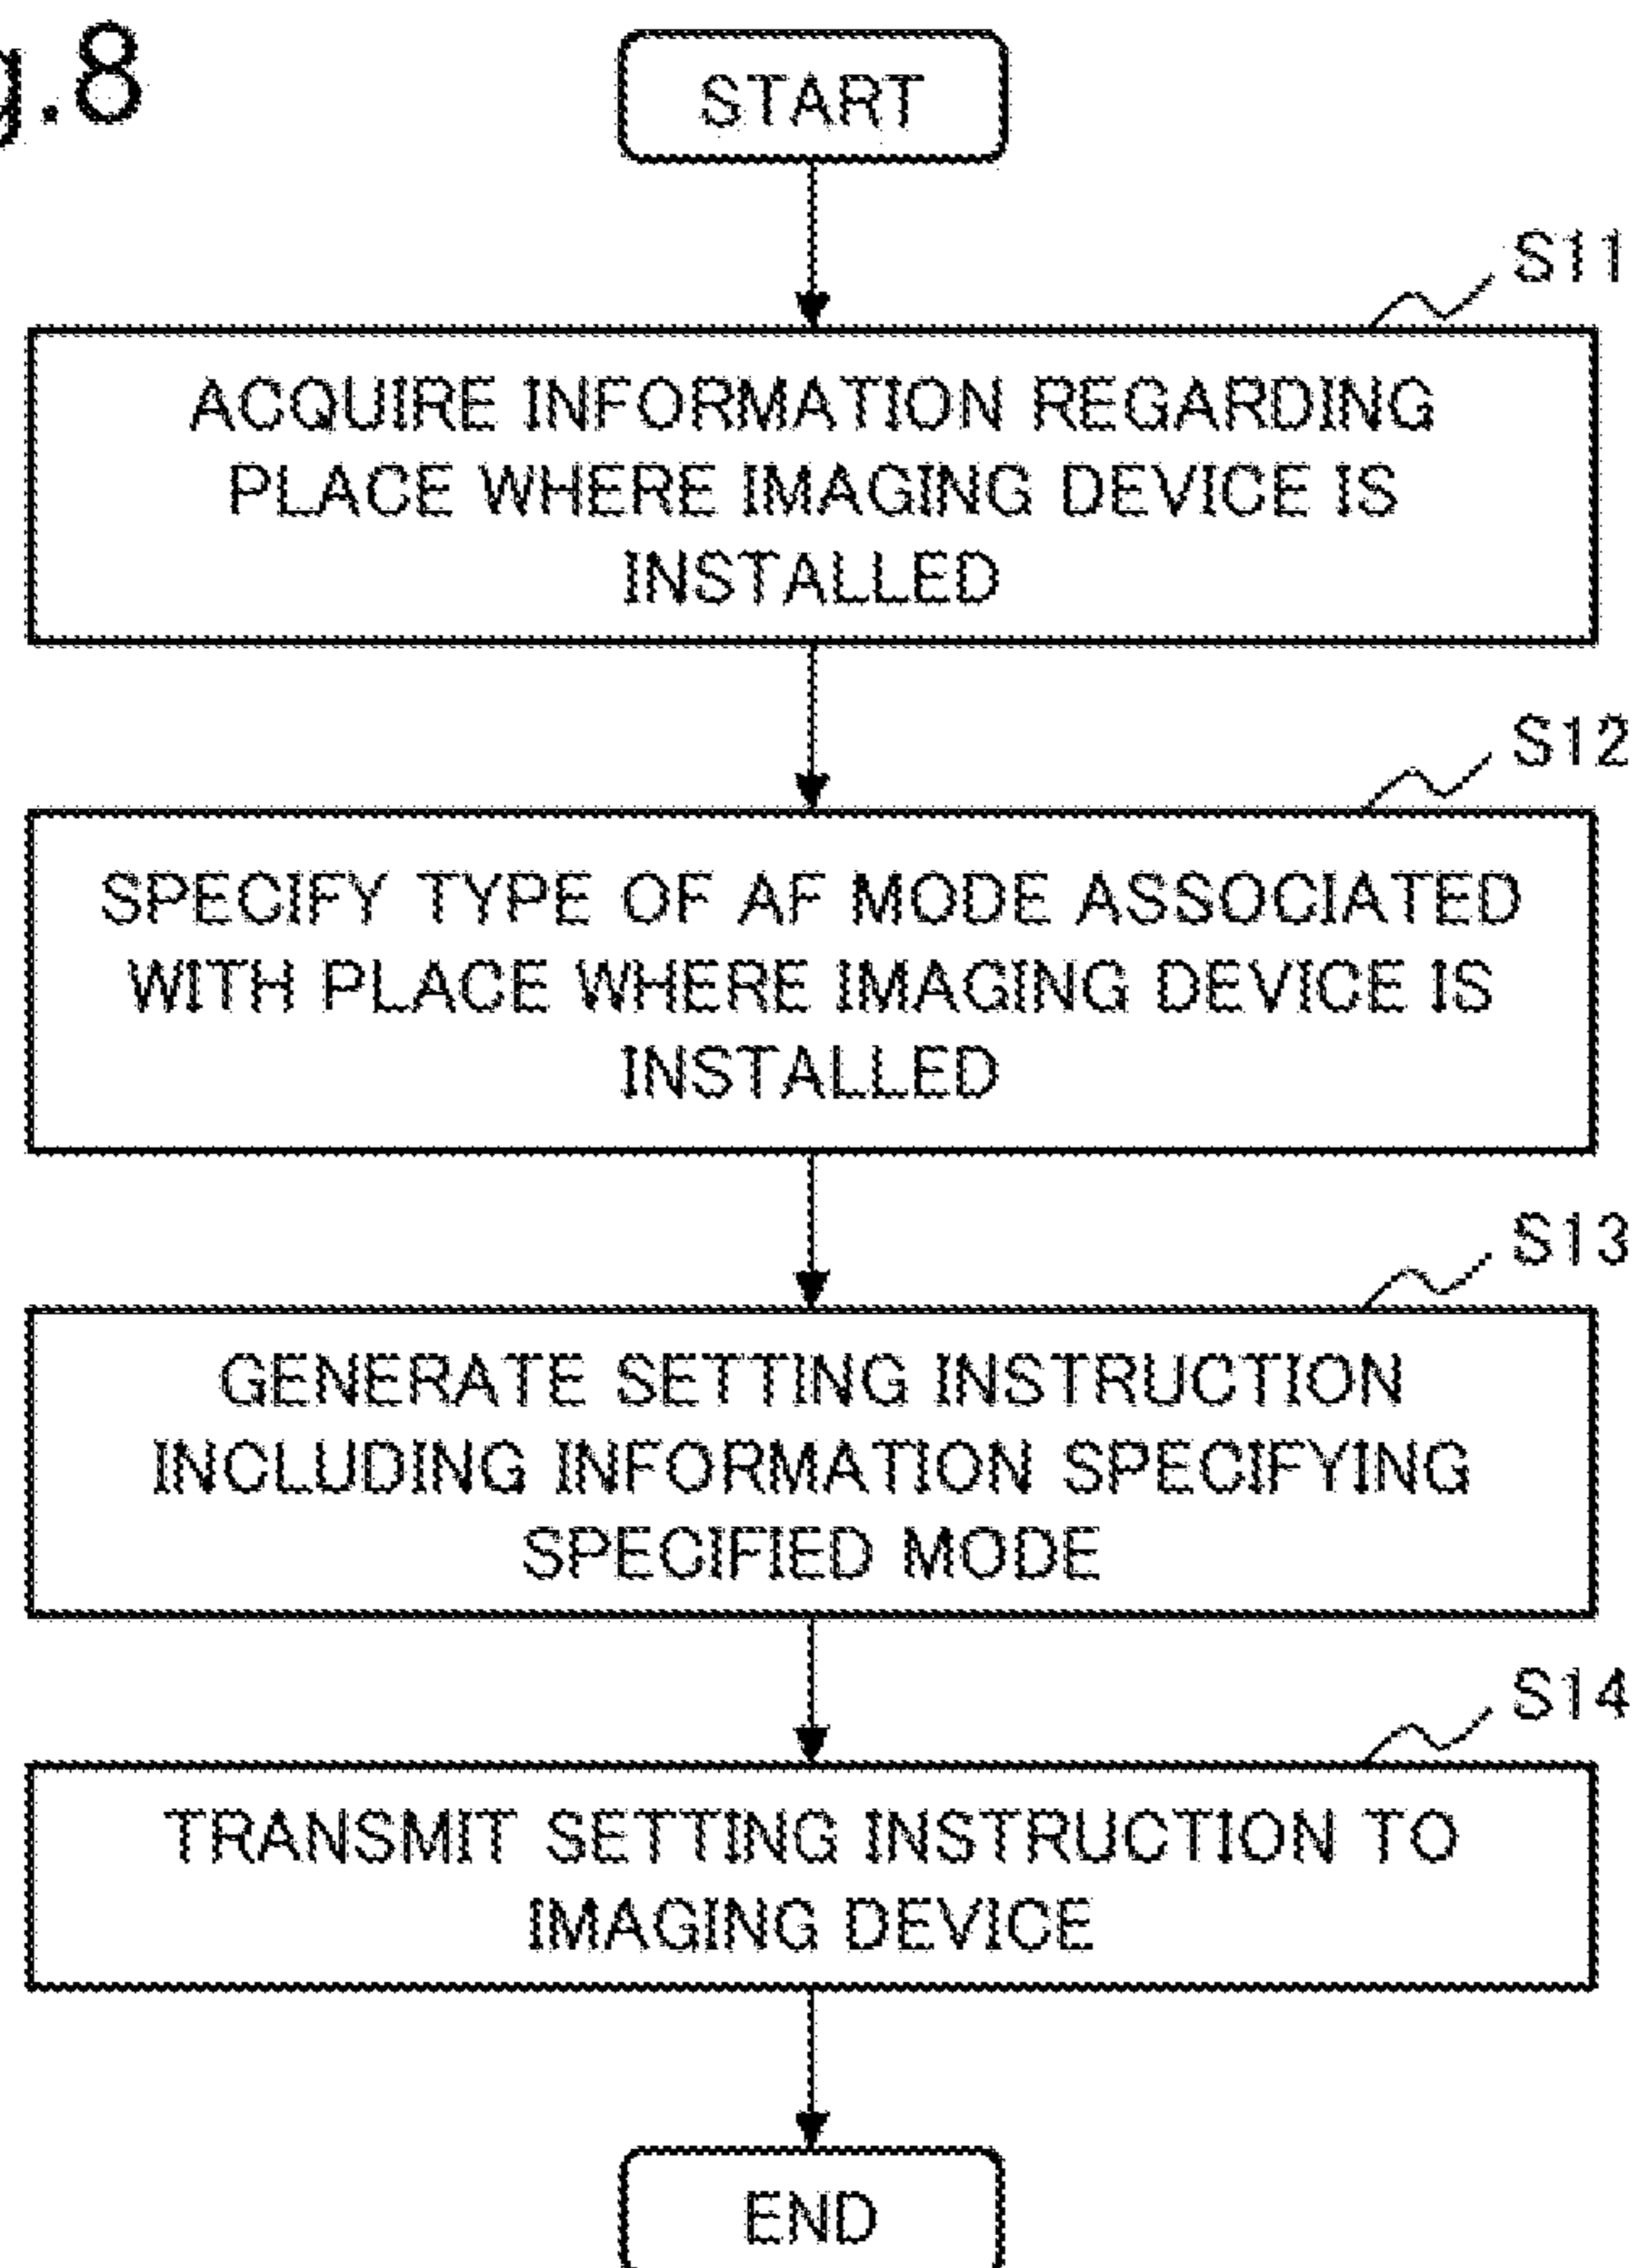 g.8
START
S11
ACQUIRE INFORMATION REGARDING
PLACE WHERE IMAGING DEVICE IS
INSTALLED
S12
SPECIFY TYPE OF AF MODE ASSOCIATED
WITH PLACE WHERE IMAGING DEVICE IS
INSTALLED
S13
GENERATE SETTING INSTRUCTION
INCLUDING INFORMATION SPECIFYING
SPECIFIED MODE
S14
TRANSMIT SETTING INSTRUCTION TO
IMAGING DEVICE
END